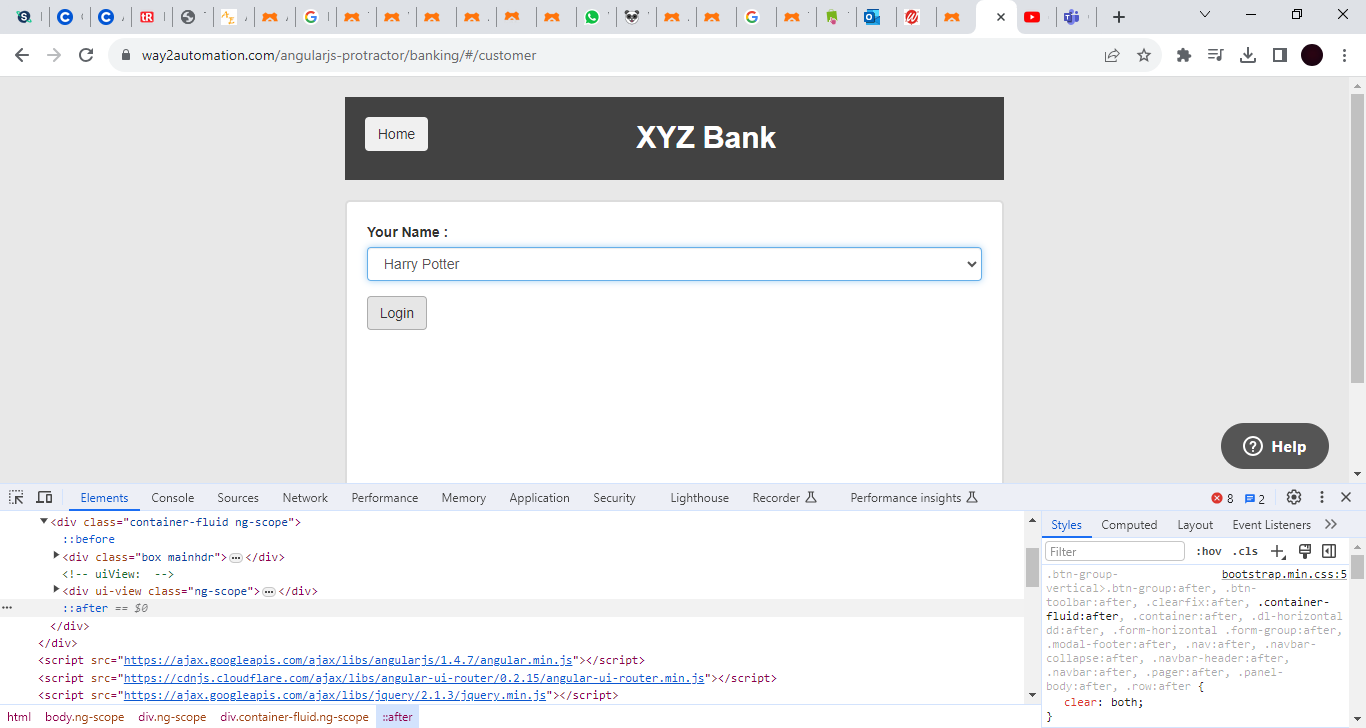 way2automation.com/angularjs-protractor/banking/#/customer
Home
XYZ Bank
Your Name :
Harry Potter
Login
Help
Elements Console Sources Network Performance Memory Application Security Lighthouse Recorder Performance insights 8 2
<div class="container-fluid ng-scope">
::before
<div class="box mainhdr"> ⋯ </div>
<!-- uiView:  -->
<div ui-view class="ng-scope"> ⋯ </div>
::after == $0
</div>
</div>
<script src="https://ajax.googleapis.com/ajax/libs/angularjs/1.4.7/angular.min.js"></script>
<script src="https://cdnjs.cloudflare.com/ajax/libs/angular-ui-router/0.2.15/angular-ui-router.min.js"></script>
<script src="https://ajax.googleapis.com/ajax/libs/jquery/2.1.3/jquery.min.js"></script>
html body.ng-scope div.ng-scope div.container-fluid.ng-scope ::after
Styles Computed Layout Event Listeners
Filter :hov .cls
.btn-group- bootstrap.min.css:5
vertical>.btn-group:after, .btn-
toolbar:after, .clearfix:after, .container-
fluid:after, .container:after, .dl-horizontal
dd:after, .form-horizontal .form-group:after,
.modal-footer:after, .nav:after, .navbar-
collapse:after, .navbar-header:after,
.navbar:after, .pager:after, .panel-
body:after, .row:after {
clear: both;
}